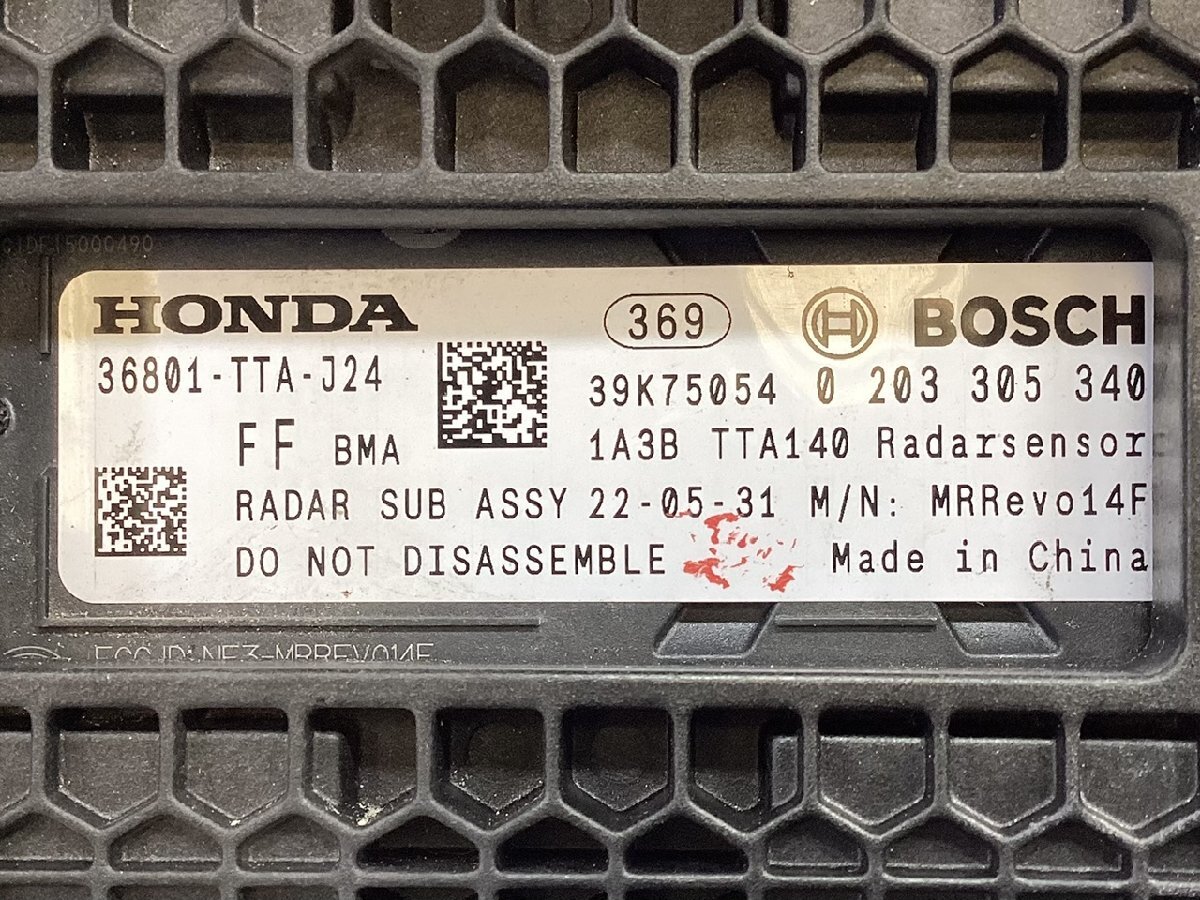 HONDA 369 BOSCH
36801-TTA-J24 39K75054 0 203 305 340
FF BMA 1A3B TTA140 Radarsensor
RADAR SUB ASSY 22-05-31 M/N: MRRevo14F
DO NOT DISASSEMBLE Made in China